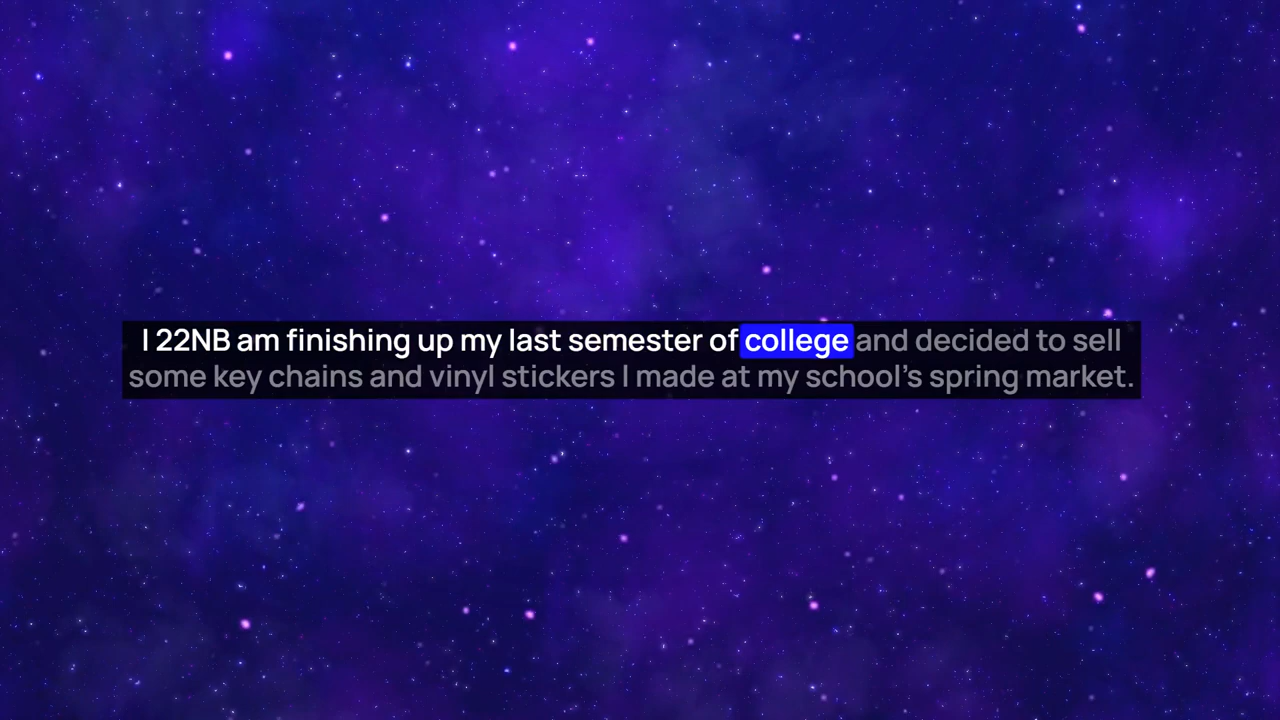 I 22NB am finishing up my last semester of college and decided to sell
some key chains and vinyl stickers I made at my school's spring market.